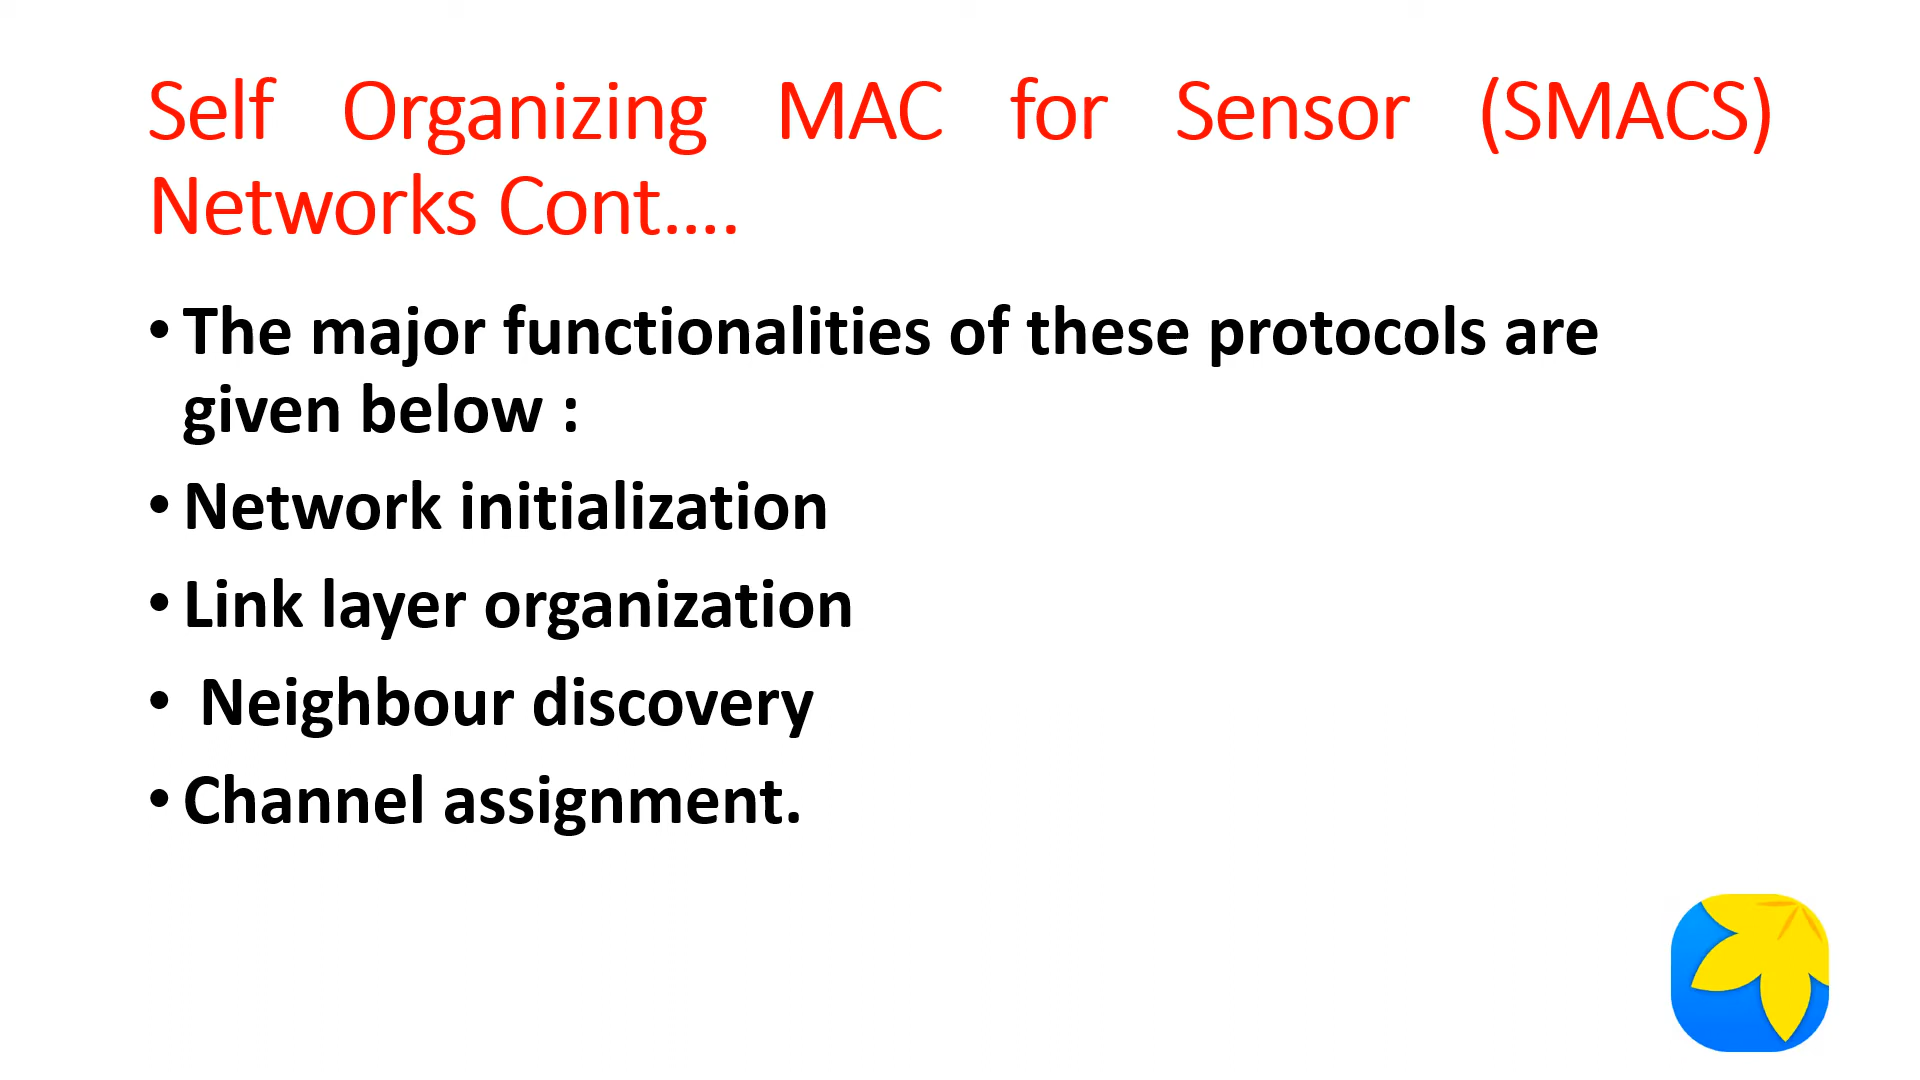 Self Organizing MAC for Sensor (SMACS)
Networks Cont....
• The major functionalities of these protocols are
given below :
• Network initialization
• Link layer organization
• Neighbour discovery
• Channel assignment.